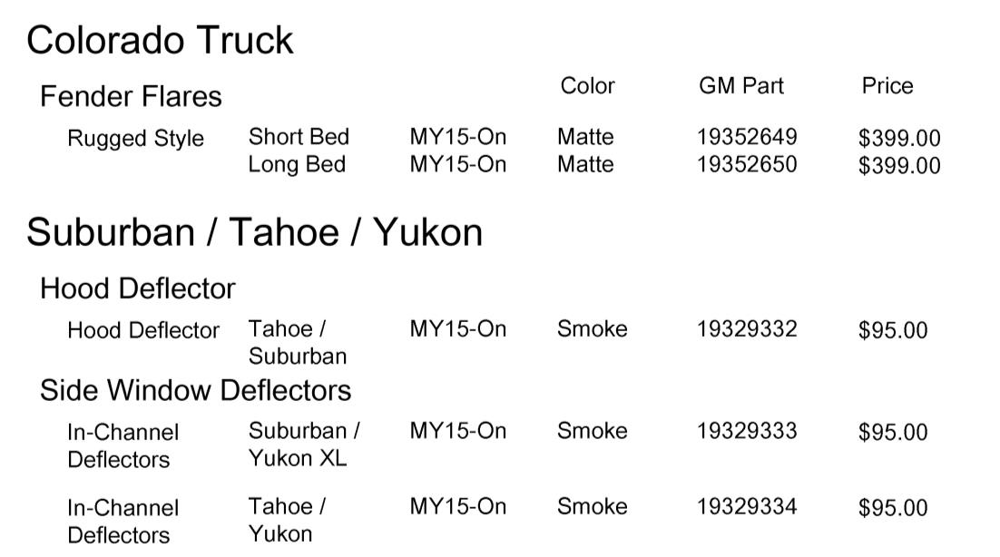 Colorado Truck
Fender Flares Color GM Part Price
Rugged Style Short Bed MY15-On Matte 19352649 $399.00
Long Bed MY15-On Matte 19352650 $399.00
Suburban / Tahoe / Yukon
Hood Deflector
Hood Deflector Tahoe / MY15-On Smoke 19329332 $95.00
Suburban
Side Window Deflectors
In-Channel Suburban / MY15-On Smoke 19329333 $95.00
Deflectors Yukon XL
In-Channel Tahoe / MY15-On Smoke 19329334 $95.00
Deflectors Yukon